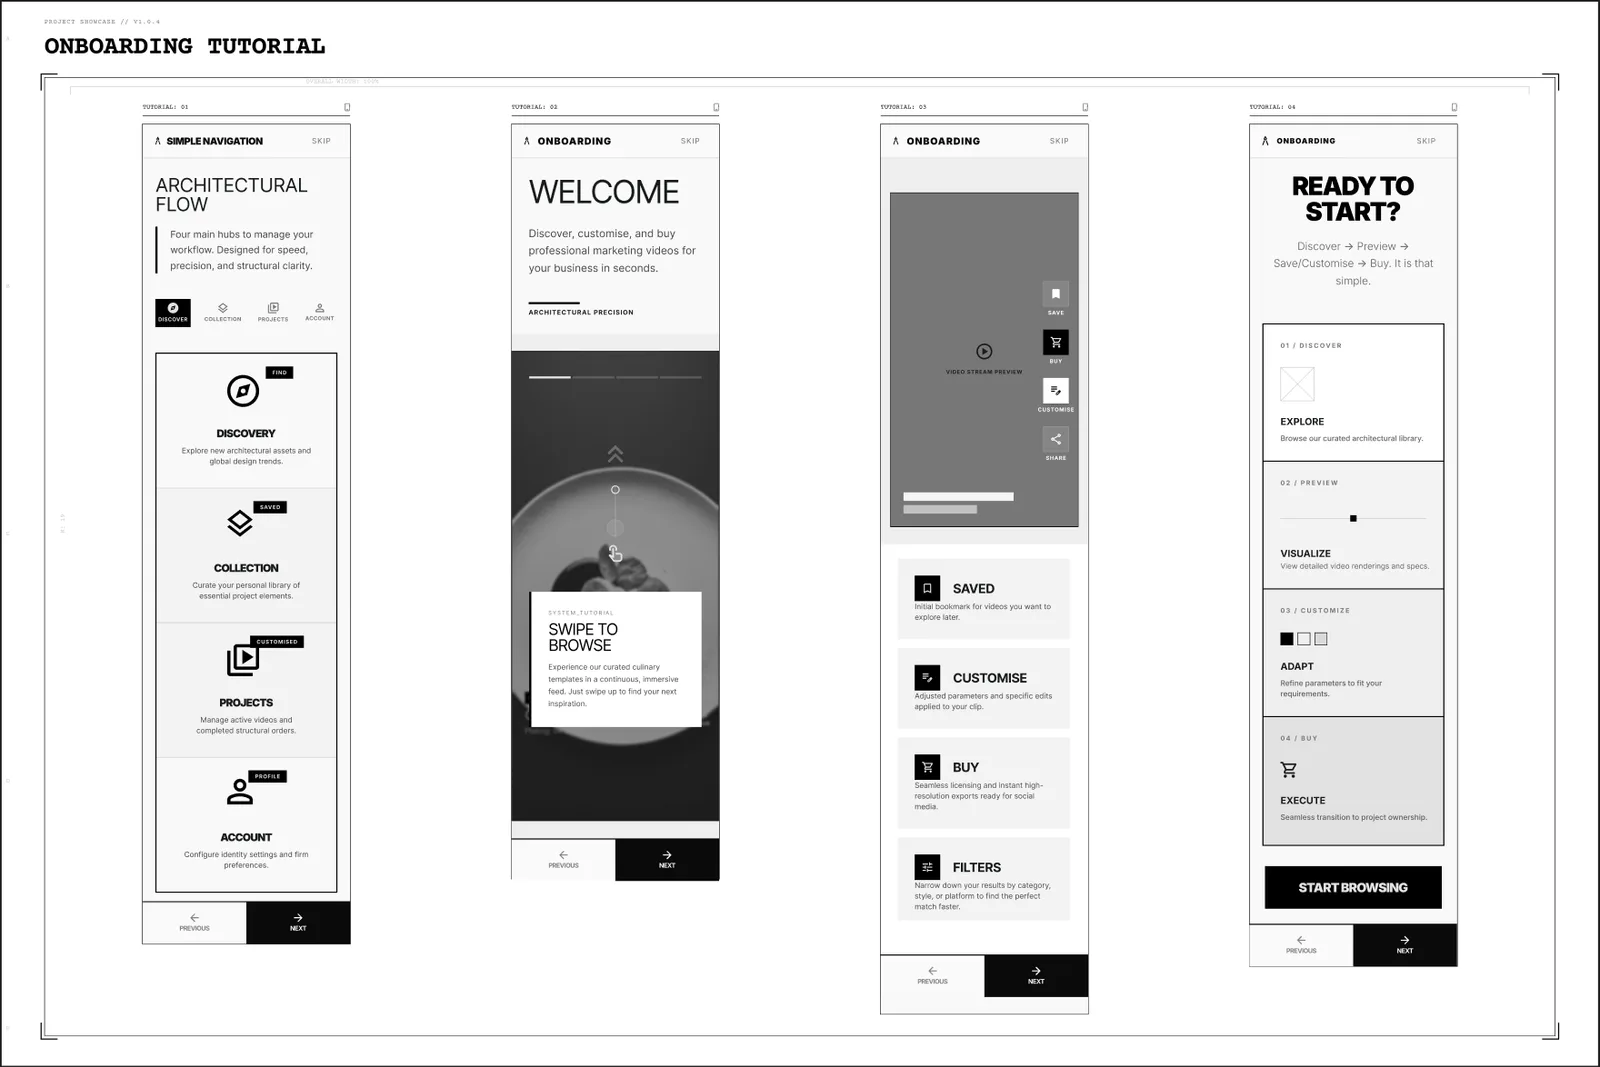 PROJECT SHOWCASE // V1.0.4
ONBOARDING TUTORIAL
OVERALL WIDTH: 100%
TUTORIAL: 01
SIMPLE NAVIGATION
SKIP
ARCHITECTURAL
FLOW
Four main hubs to manage your
workflow. Designed for speed,
precision, and structural clarity.
DISCOVER
COLLECTION
PROJECTS
ACCOUNT
FIND
DISCOVERY
Explore new architectural assets and
global design trends.
SAVED
COLLECTION
Curate your personal library of
essential project elements.
CUSTOMISED
PROJECTS
Manage active videos and
completed structural orders.
PROFILE
ACCOUNT
Configure identity settings and firm
preferences.
PREVIOUS
NEXT
TUTORIAL: 02
ONBOARDING
SKIP
WELCOME
Discover, customise, and buy
professional marketing videos for
your business in seconds.
ARCHITECTURAL PRECISION
SYSTEM_TUTORIAL
SWIPE TO
BROWSE
Experience our curated culinary
templates in a continuous, immersive
feed. Just swipe up to find your next
inspiration.
PREVIOUS
NEXT
TUTORIAL: 03
ONBOARDING
SKIP
SAVE
BUY
VIDEO STREAM PREVIEW
CUSTOMISE
SHARE
SAVED
Initial bookmark for videos you want to
explore later.
CUSTOMISE
Adjusted parameters and specific edits
applied to your clip.
BUY
Seamless licensing and instant high-
resolution exports ready for social
media.
FILTERS
Narrow down your results by category,
style, or platform to find the perfect
match faster.
PREVIOUS
NEXT
TUTORIAL: 04
ONBOARDING
SKIP
READY TO
START?
Discover → Preview →
Save/Customise → Buy. It is that
simple.
01 / DISCOVER
EXPLORE
Browse our curated architectural library.
02 / PREVIEW
VISUALIZE
View detailed video renderings and specs.
03 / CUSTOMIZE
ADAPT
Refine parameters to fit your
requirements.
04 / BUY
EXECUTE
Seamless transition to project ownership.
START BROWSING
PREVIOUS
NEXT